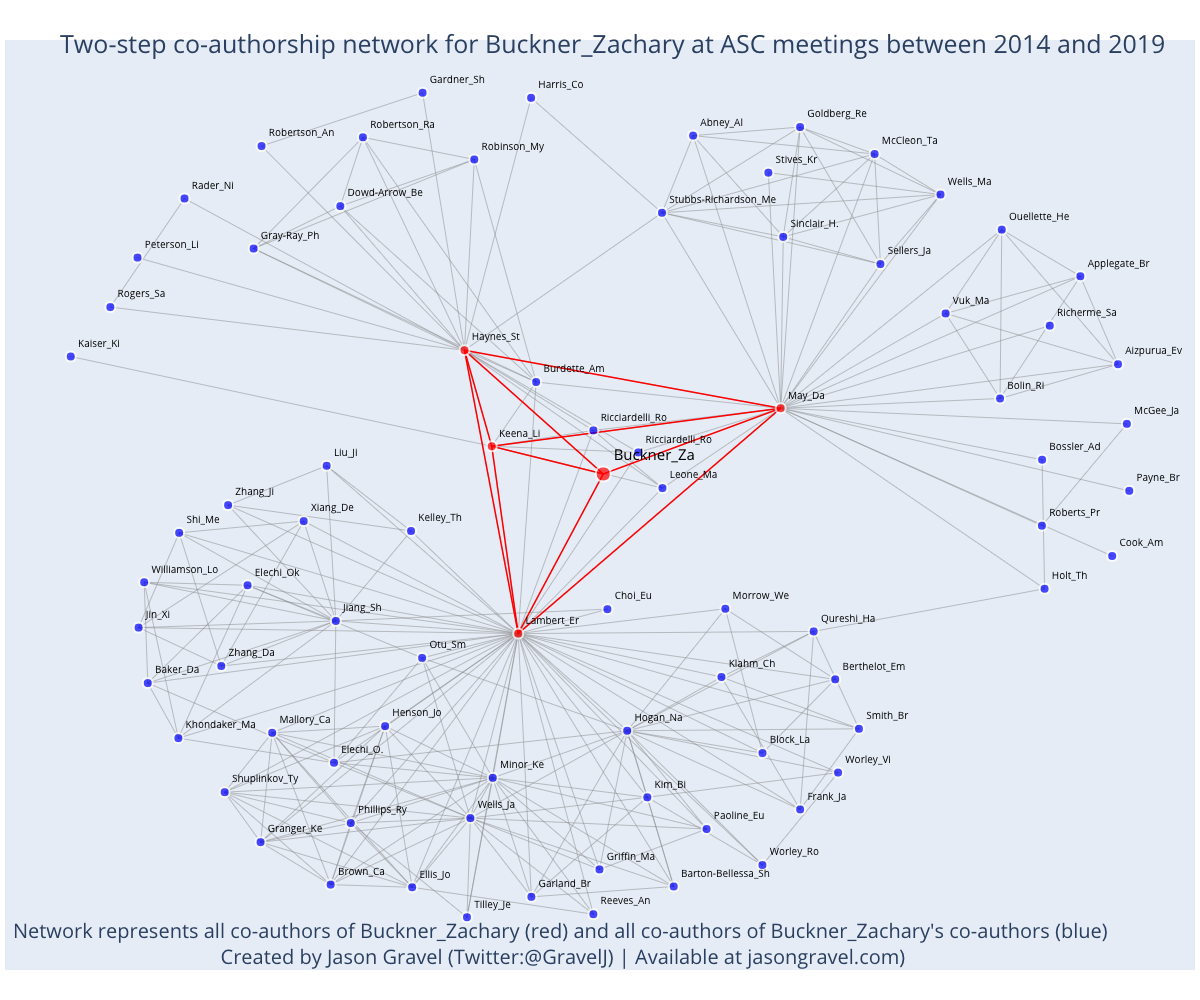 Two-step co-authorship network for Buckner_Zachary at ASC meetings between 2014 and 2019
Gardner_Sh
Harris_Co
Robertson_An
Robertson_Ra
Abney_Al
Goldberg_Re
Robinson_My
McCleon_Ta
Stives_Kr
Rader_Ni
Dowd-Arrow_Be
Wells_Ma
Stubbs-Richardson_Me
Gray-Ray_Ph
Sinclair_H.
Ouellette_He
Peterson_Li
Sellers_Ja
Applegate_Br
Rogers_Sa
Vuk_Ma
Richerme_Sa
Kaiser_Ki
Haynes_St
Aizpurua_Ev
Burdette_Am
Bolin_Ri
May_Da
McGee_Ja
Ricciardelli_Ro
Keena_Li
Ricciardelli_Ro
Buckner_Za
Bossler_Ad
Liu_Ji
Leone_Ma
Payne_Br
Zhang_Ji
Xiang_De
Roberts_Pr
Shi_Me
Kelley_Th
Cook_Am
Williamson_Lo
Elechi_Ok
Holt_Th
Jin_Xi
Jiang_Sh
Choi_Eu
Morrow_We
Lambert_Er
Qureshi_Ha
Otu_Sm
Zhang_Da
Baker_Da
Klahm_Ch
Berthelot_Em
Khondaker_Ma
Mallory_Ca
Henson_Jo
Hogan_Na
Smith_Br
Elechi_O.
Block_La
Minor_Ke
Worley_Vi
Shuplinkov_Ty
Kim_Bi
Phillips_Ry
Wells_Ja
Frank_Ja
Granger_Ke
Paoline_Eu
Griffin_Ma
Worley_Ro
Brown_Ca
Ellis_Jo
Garland_Br
Barton-Bellessa_Sh
Tilley_Je
Reeves_An
Network represents all co-authors of Buckner_Zachary (red) and all co-authors of Buckner_Zachary's co-authors (blue)
Created by Jason Gravel (Twitter:@GravelJ) | Available at jasongravel.com)